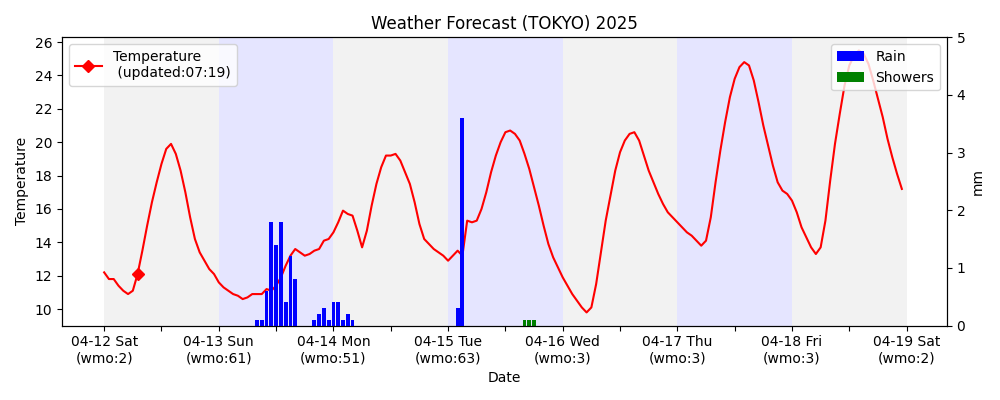 Weather Forecast (TOKYO) 2025
Temperature
(updated:07:19)
Rain
Showers
Temperature
26
24
22
20
18
16
14
12
10
5
4
3
2
1
0
mm
04-12 Sat
(wmo:2)
04-13 Sun
(wmo:61)
04-14 Mon
(wmo:51)
04-15 Tue
(wmo:63)
04-16 Wed
(wmo:3)
04-17 Thu
(wmo:3)
04-18 Fri
(wmo:3)
04-19 Sat
(wmo:2)
Date